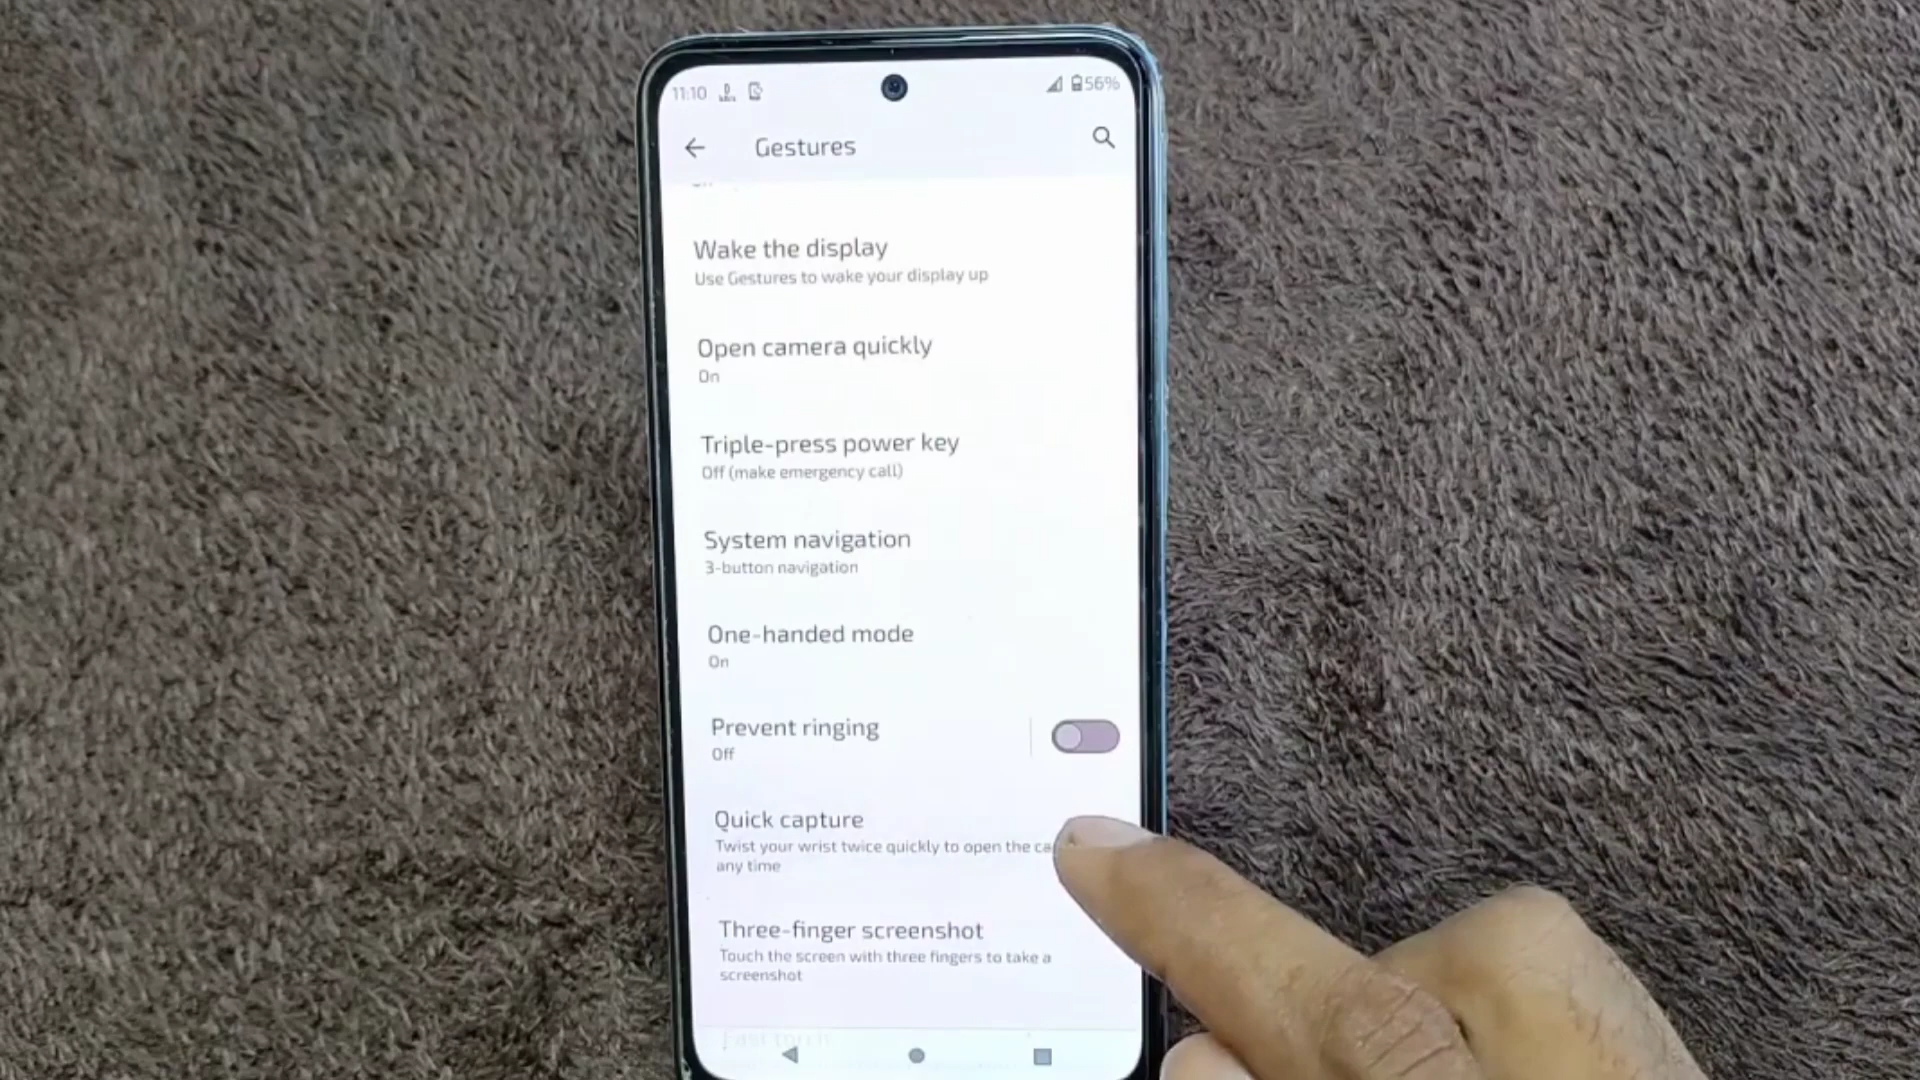 11:10
56%
Gestures
Wake the display
Use Gestures to wake your display up
Open camera quickly
On
Triple-press power key
Off (make emergency call)
System navigation
3-button navigation
One-handed mode
On
Prevent ringing
Off
Quick capture
Twist your wrist twice quickly to open the ca
any time
Three-finger screenshot
Touch the screen with three fingers to take a
screenshot
Fast torch